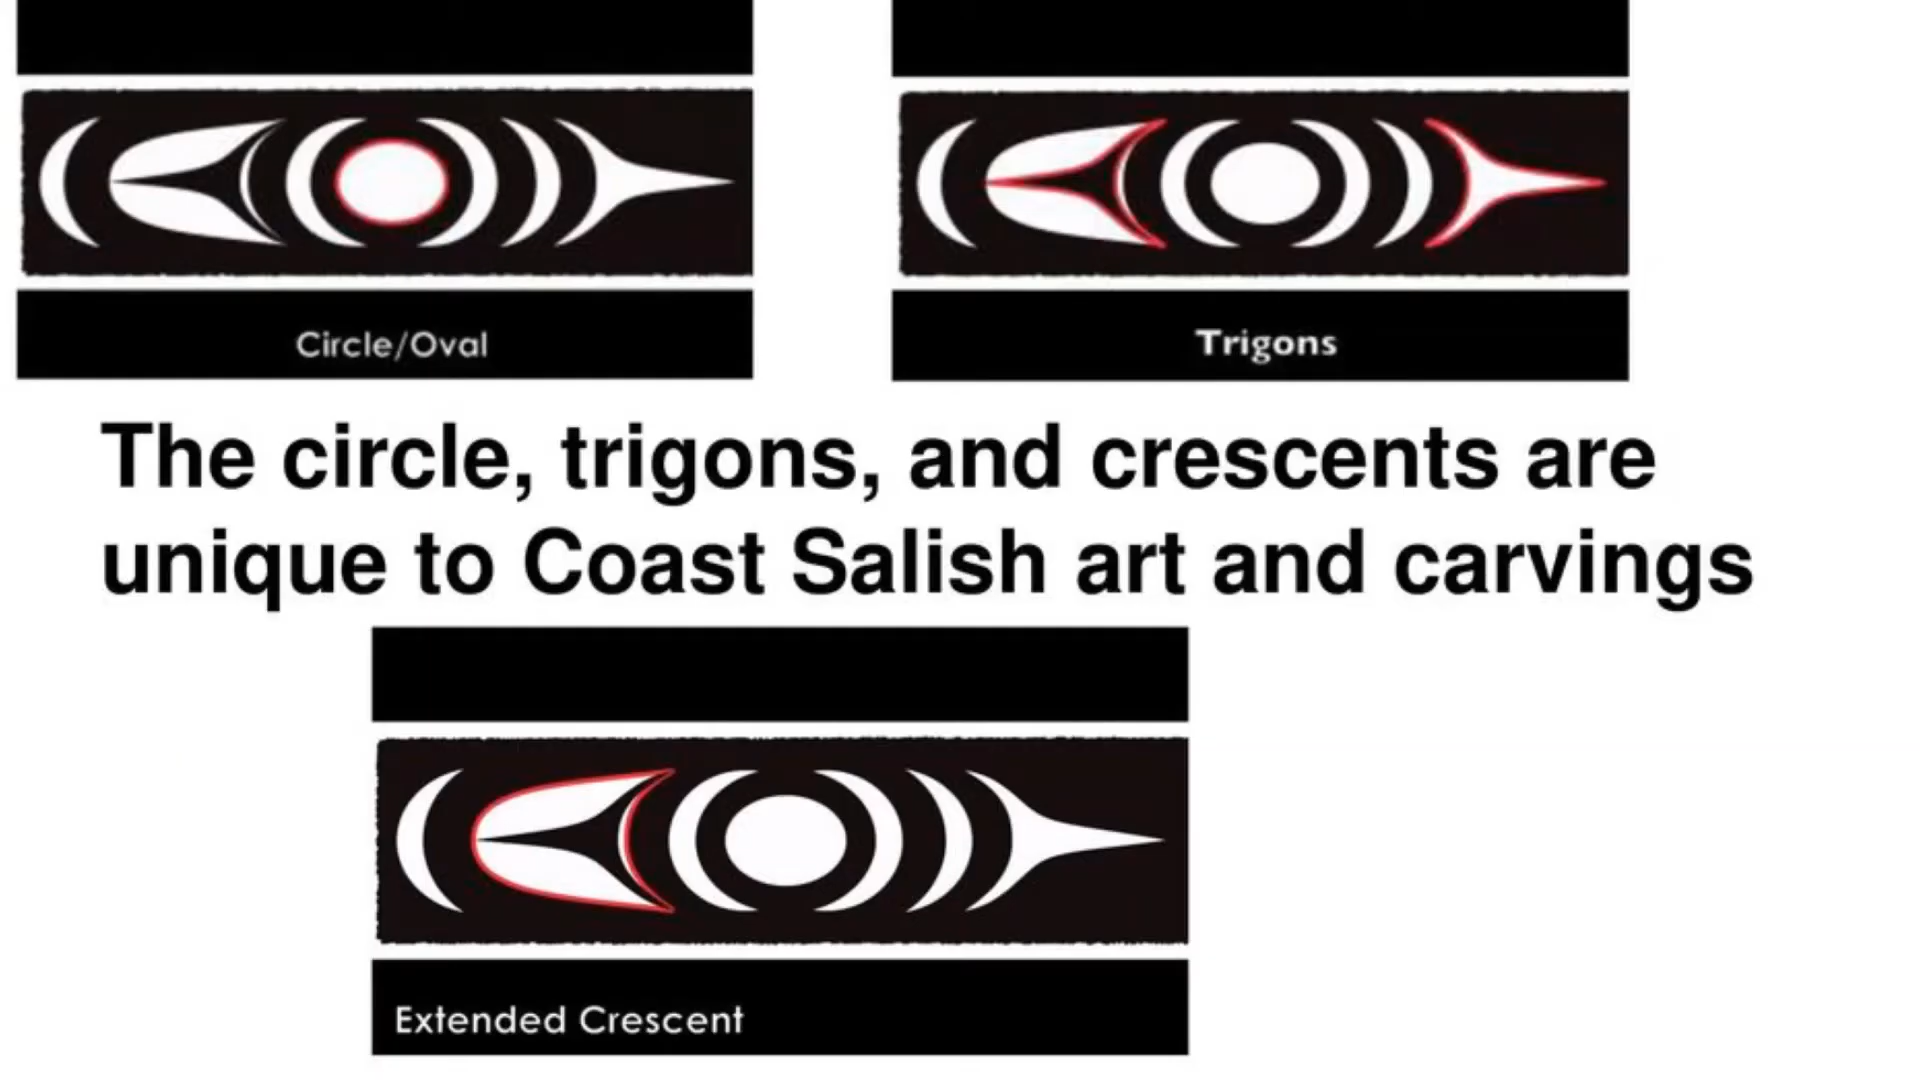 Circle/Oval
Trigons
The circle, trigons, and crescents are
unique to Coast Salish art and carvings
Extended Crescent